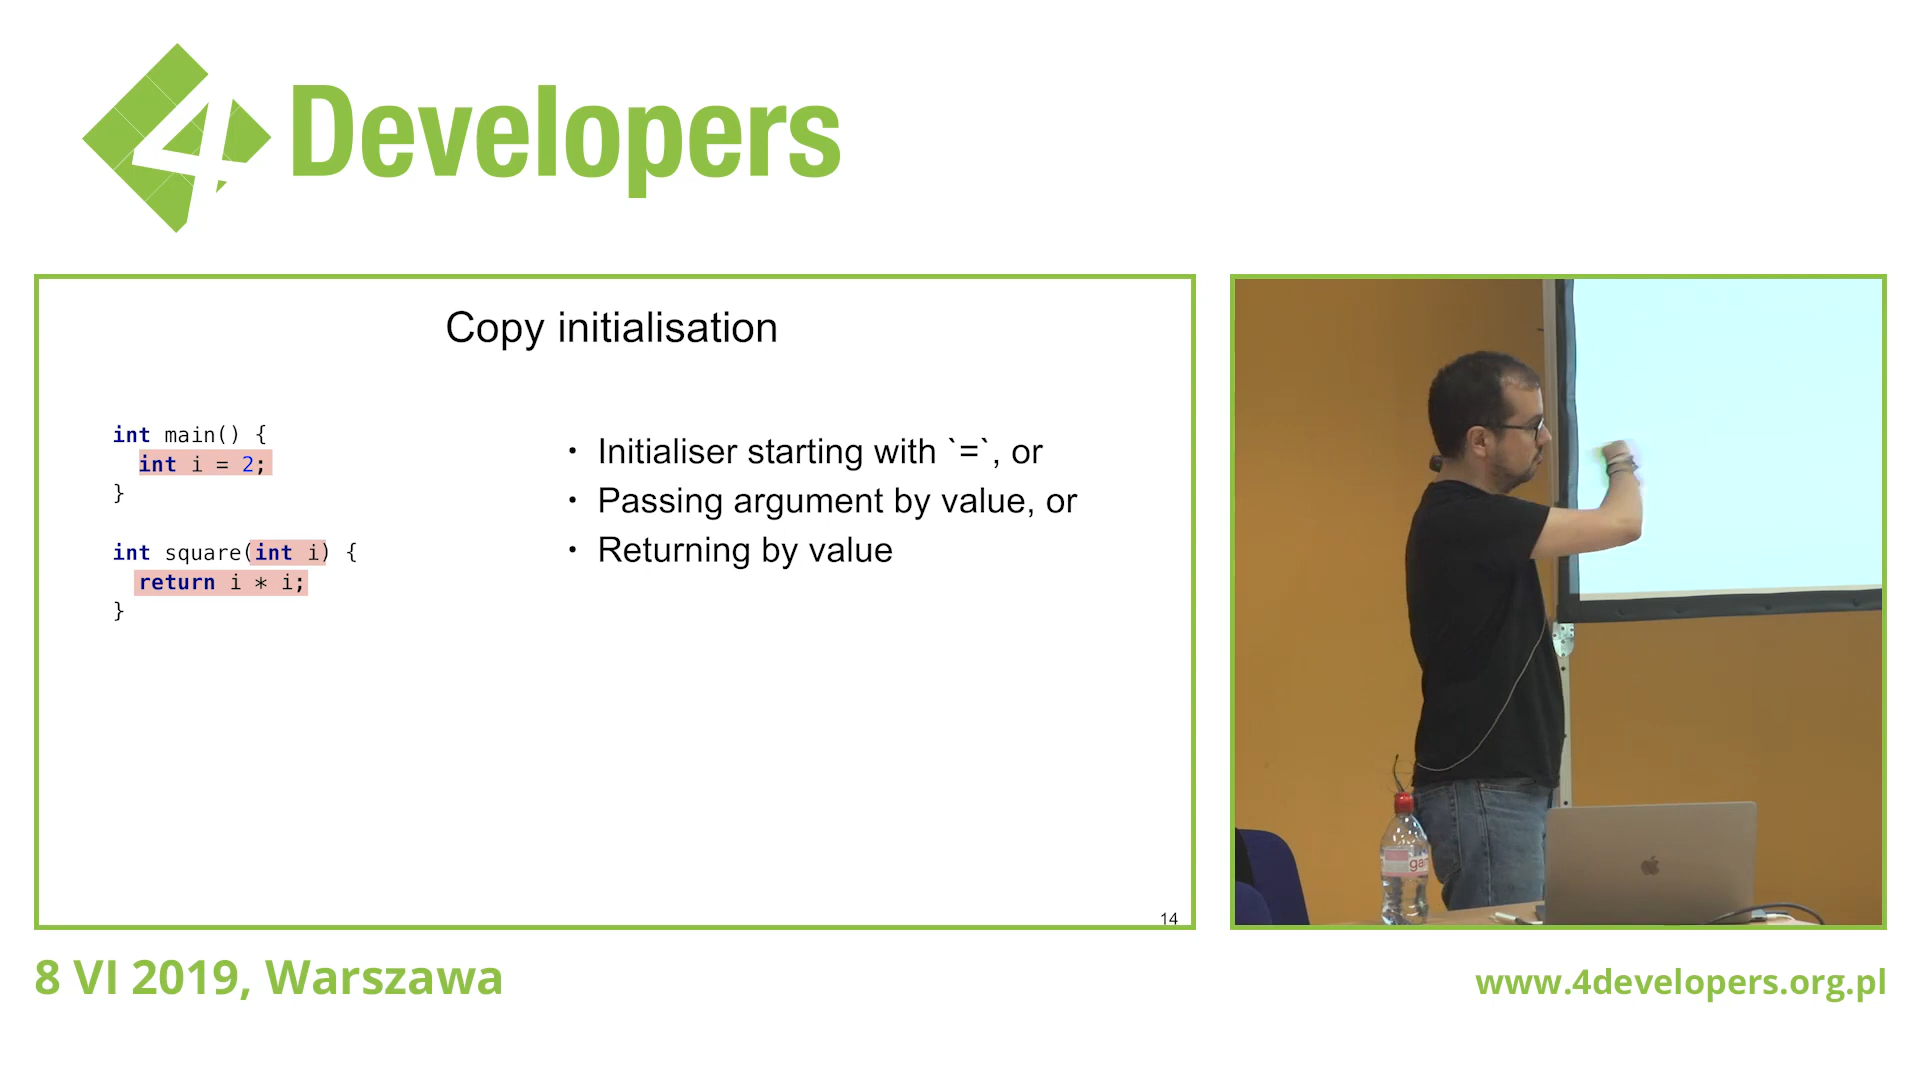 4Developers
Copy initialisation
int main() {
int i = 2;
}
int square(int i) {
return i * i;
}
• Initialiser starting with `=`, or
• Passing argument by value, or
• Returning by value
14
8 VI 2019, Warszawa
www.4developers.org.pl